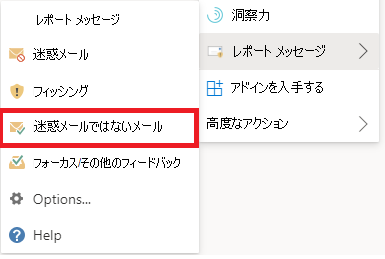 レポート メッセージ
迷惑メール
フィッシング
迷惑メールではないメール
フォーカス/その他のフィードバック
Options...
Help
洞察力
レポート メッセージ
アドインを入手する
高度なアクション